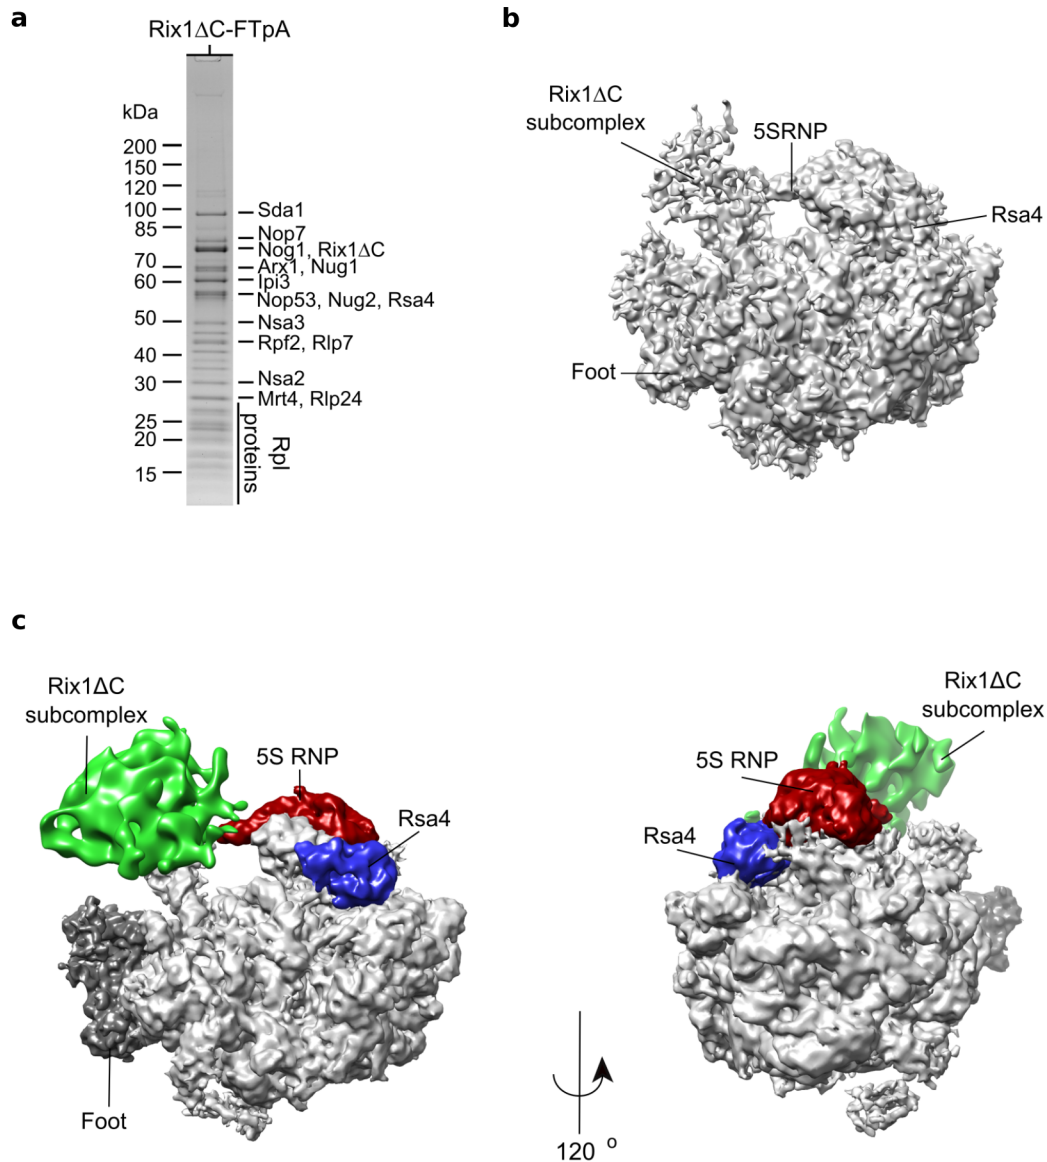 a
Rix1ΔC-FTpA
kDa
200
150
120
100
85
70
60
50
40
30
25
20
15
Sda1
Nop7
Nog1, Rix1ΔC
Arx1, Nug1
Ipi3
Nop53, Nug2, Rsa4
Nsa3
Rpf2, Rlp7
Nsa2
Mrt4, Rlp24
Rpl
proteins
b
Rix1ΔC
subcomplex
5SRNP
Rsa4
Foot
c
Rix1ΔC
subcomplex
5S RNP
Rsa4
Foot
Rix1ΔC
subcomplex
5S RNP
Rsa4
120 o